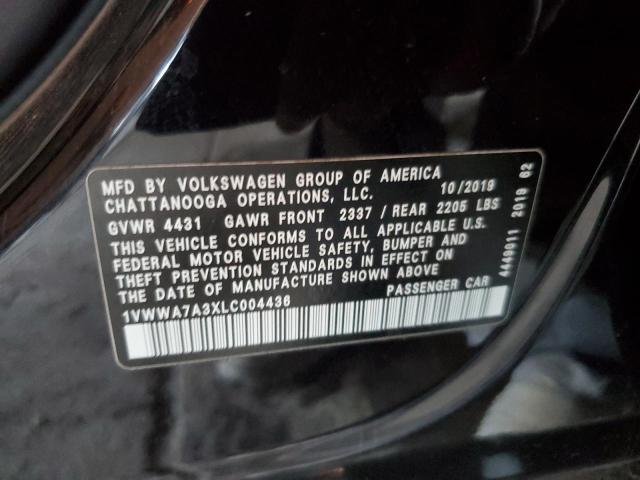 MFD BY VOLKSWAGEN GROUP OF AMERICA
CHATTANOOGA OPERATIONS, LLC. 10/2019
GVWR 4431 GAWR FRONT 2337 / REAR 2205 LBS
THIS VEHICLE CONFORMS TO ALL APPLICABLE U.S.
FEDERAL MOTOR VEHICLE SAFETY, BUMPER AND
THEFT PREVENTION STANDARDS IN EFFECT ON
THE DATE OF MANUFACTURE SHOWN ABOVE
1VWWA7A3XLC004436 PASSENGER CAR
4449011 2019 62